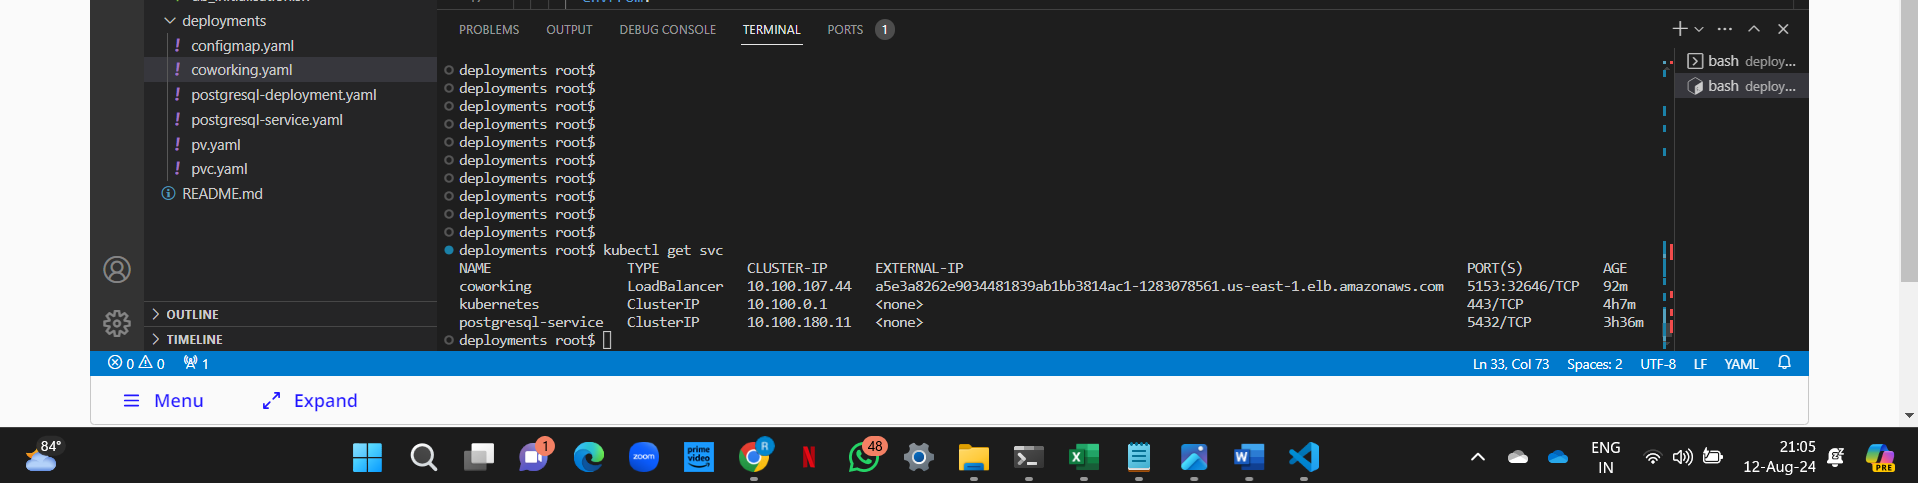 deployments
configmap.yaml
coworking.yaml
postgresql-deployment.yaml
postgresql-service.yaml
pv.yaml
pvc.yaml
README.md
OUTLINE
TIMELINE
PROBLEMS OUTPUT DEBUG CONSOLE TERMINAL PORTS 1
deployments root$
deployments root$
deployments root$
deployments root$
deployments root$
deployments root$
deployments root$
deployments root$
deployments root$
deployments root$
deployments root$ kubectl get svc
NAME TYPE CLUSTER-IP EXTERNAL-IP PORT(S) AGE
coworking LoadBalancer 10.100.107.44 a5e3a8262e9034481839ab1bb3814ac1-1283078561.us-east-1.elb.amazonaws.com 5153:32646/TCP 92m
kubernetes ClusterIP 10.100.0.1 <none> 443/TCP 4h7m
postgresql-service ClusterIP 10.100.180.11 <none> 5432/TCP 3h36m
deployments root$
bash deploy...
bash deploy...
0 0 1 Ln 33, Col 73 Spaces: 2 UTF-8 LF YAML
Menu Expand
84° 1 zoom prime video R N 48 W ENG IN 21:05 12-Aug-24 PRE